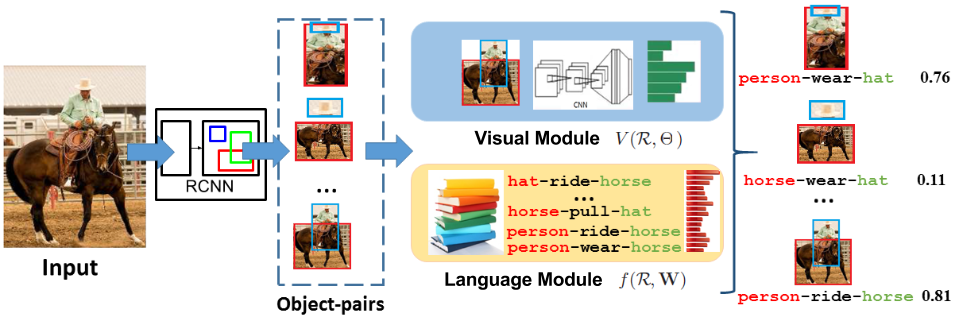 Input
RCNN
...
Object-pairs
CNN
Visual Module V(R, Θ)
hat-ride-horse
...
horse-pull-hat
person-ride-horse
person-wear-horse
Language Module f(R, W)
person-wear-hat 0.76
horse-wear-hat 0.11
...
person-ride-horse 0.81